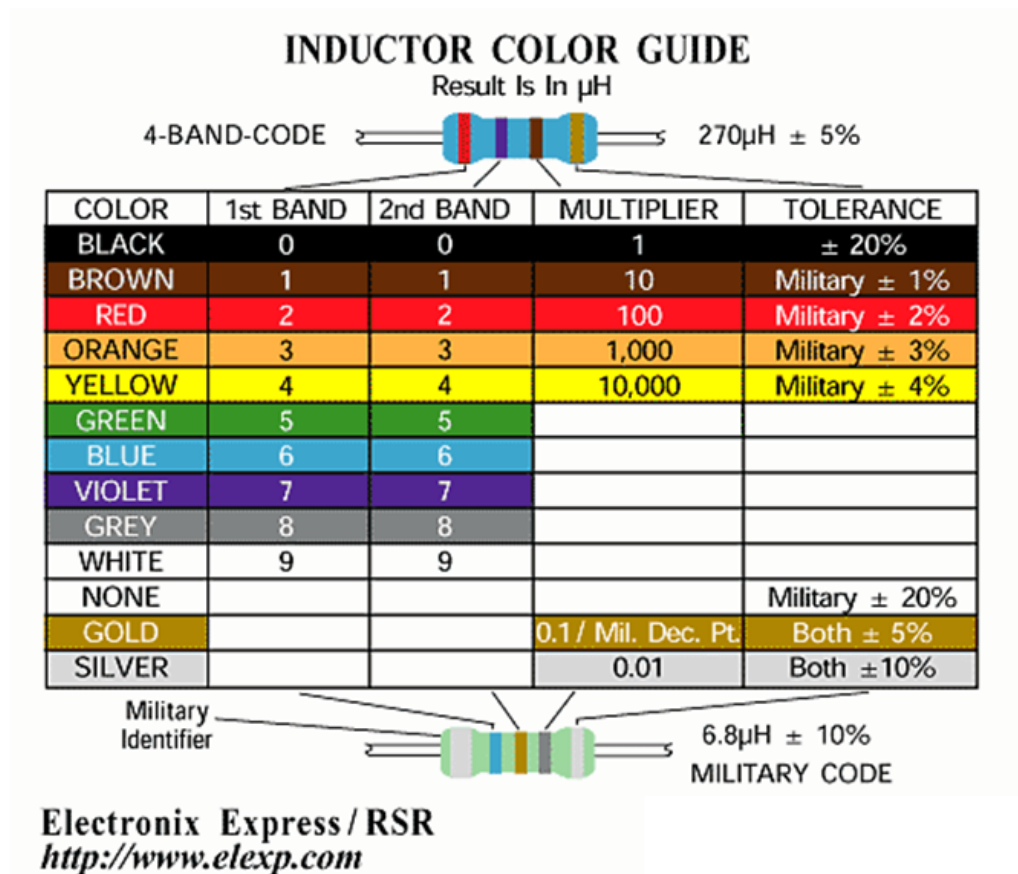 INDUCTOR COLOR GUIDE
Result Is In µH
4-BAND-CODE 270µH ± 5%
COLOR 1st BAND 2nd BAND MULTIPLIER TOLERANCE
BLACK 0 0 1 ± 20%
BROWN 1 1 10 Military ± 1%
RED 2 2 100 Military ± 2%
ORANGE 3 3 1,000 Military ± 3%
YELLOW 4 4 10,000 Military ± 4%
GREEN 5 5
BLUE 6 6
VIOLET 7 7
GREY 8 8
WHITE 9 9
NONE Military ± 20%
GOLD 0.1 / Mil. Dec. Pt. Both ± 5%
SILVER 0.01 Both ±10%
Military
Identifier
6.8µH ± 10%
MILITARY CODE
Electronix Express / RSR
http://www.elexp.com